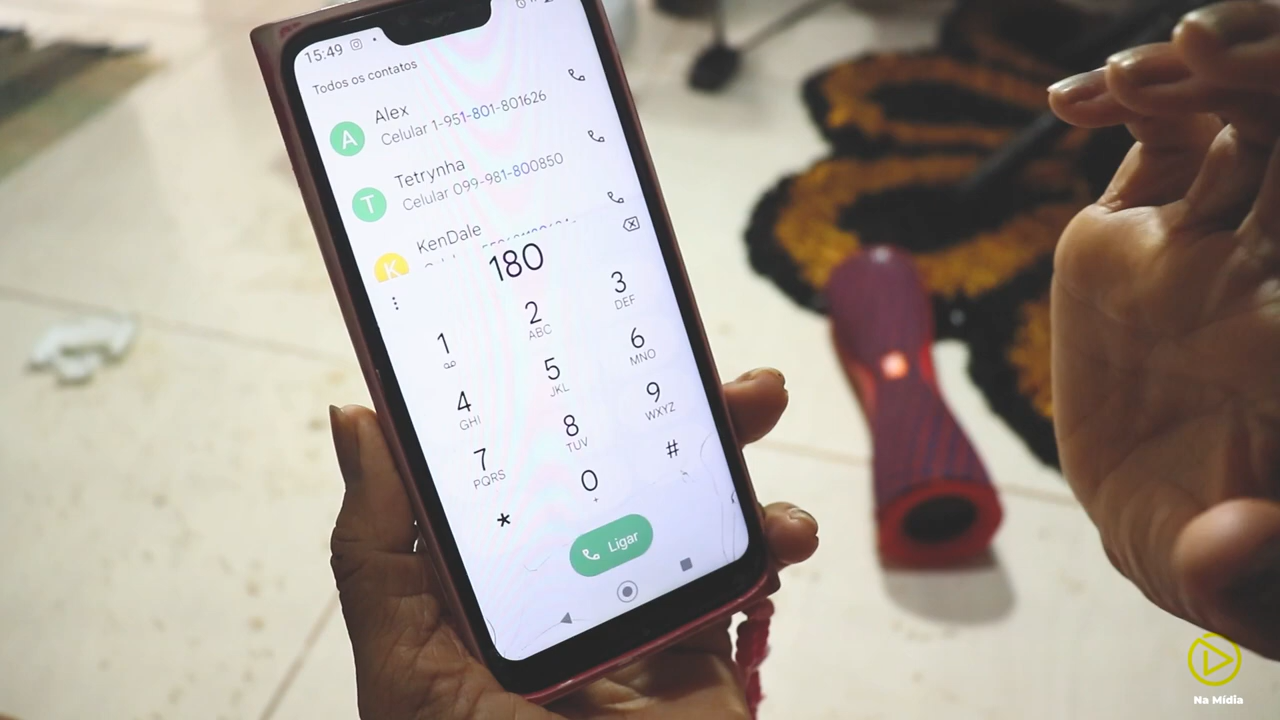 15:49
Todos os contatos
A
Alex
Celular 1-951-801-801626
T
Tetrynha
Celular 099-981-800850
K
KenDale
180
1
2
ABC
3
DEF
4
GHI
5
JKL
6
MNO
7
PQRS
8
TUV
9
WXYZ
*
0
+
#
Ligar
Na Mídia